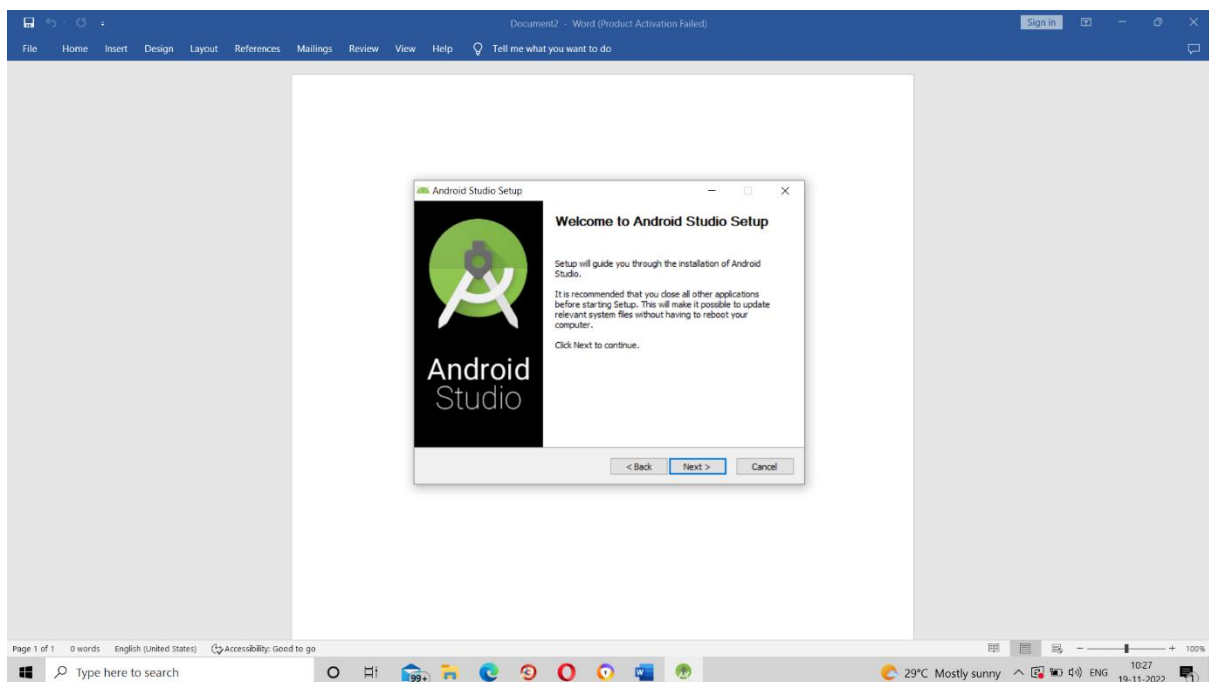 Document2 - Word (Product Activation Failed)
Sign in
File Home Insert Design Layout References Mailings Review View Help Tell me what you want to do
Android Studio Setup
Welcome to Android Studio Setup
Setup will guide you through the installation of Android
Studio.
It is recommended that you close all other applications
before starting Setup. This will make it possible to update
relevant system files without having to reboot your
computer.
Click Next to continue.
Android
Studio
< Back Next > Cancel
Page 1 of 1 0 words English (United States) Accessibility: Good to go
100%
Type here to search
99+
29°C Mostly sunny
ENG
10:27
19-11-2022
1